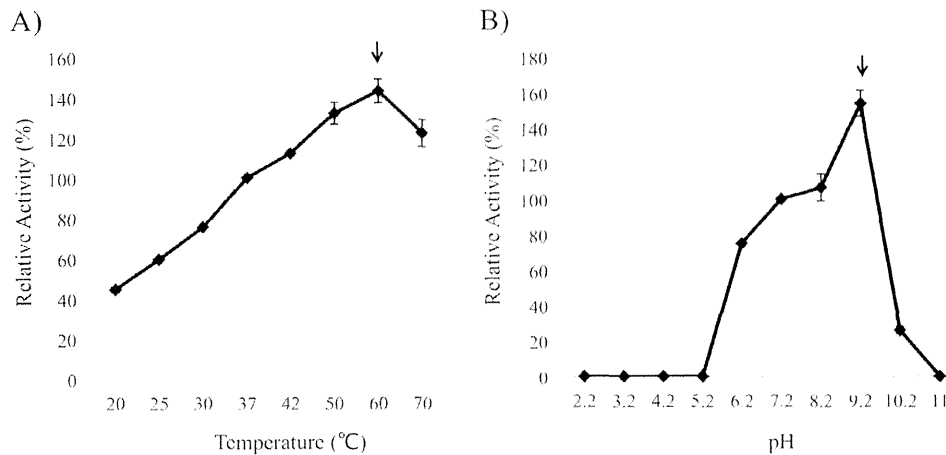 A)
160
140
120
100
80
60
40
20
0
Relative Activity (%)
20 25 30 37 42 50 60 70
Temperature (℃)
B)
180
160
140
120
100
80
60
40
20
0
Relative Activity (%)
2.2 3.2 4.2 5.2 6.2 7.2 8.2 9.2 10.2 11
pH